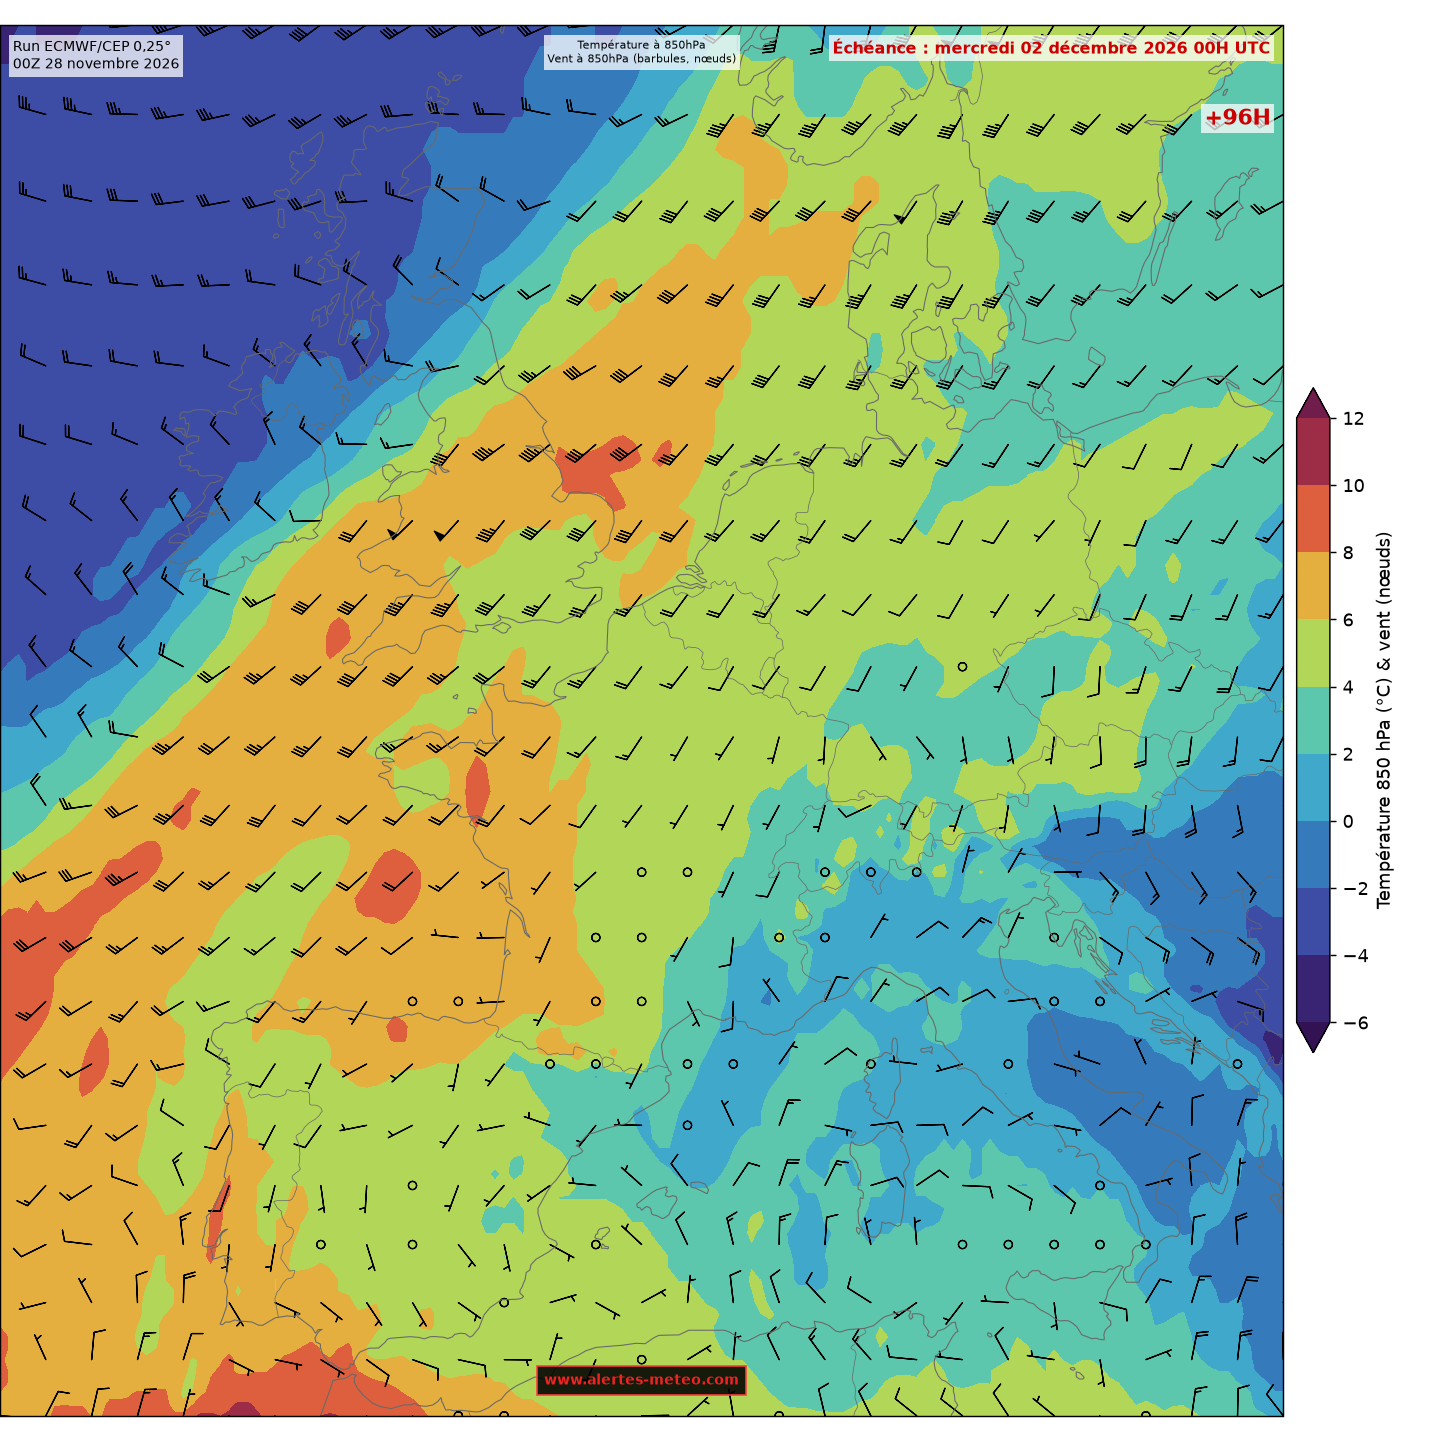 Run ECMWF/CEP 0,25°
00Z 28 novembre 2026
Température à 850hPa
Vent à 850hPa (barbules, nœuds)
Échéance : mercredi 02 décembre 2026 00H UTC
+96H
12
10
8
6
4
2
0
−2
−4
−6
Température 850 hPa (°C) & vent (nœuds)
www.alertes-meteo.com